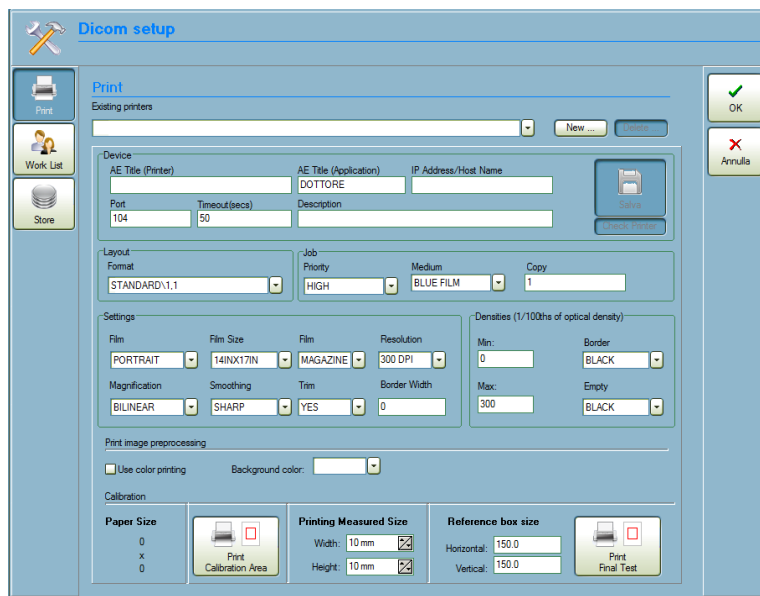 Dicom setup
Print
Existing printers
Print
New ...
Delete
OK
Work List
Annulla
Store
Device
AE Title (Printer) AE Title (Application) IP Address/Host Name
DOTTORE
Port Timeout(secs) Description
104 50
Salva
Check Printer
Layout
Format
STANDARD\1,1
Job
Priority Medium Copy
HIGH BLUE FILM 1
Settings
Film Film Size Film Resolution
PORTRAIT 14INX17IN MAGAZINE 300 DPI
Magnification Smoothing Trim Border Width
BILINEAR SHARP YES 0
Densities (1/100ths of optical density)
Min: Border
0 BLACK
Max: Empty
300 BLACK
Print image preprocessing
Use color printing Background color:
Calibration
Paper Size
0
x
0
Print
Calibration Area
Printing Measured Size
Width: 10 mm
Height: 10 mm
Reference box size
Horizontal: 150.0
Vertical: 150.0
Print
Final Test